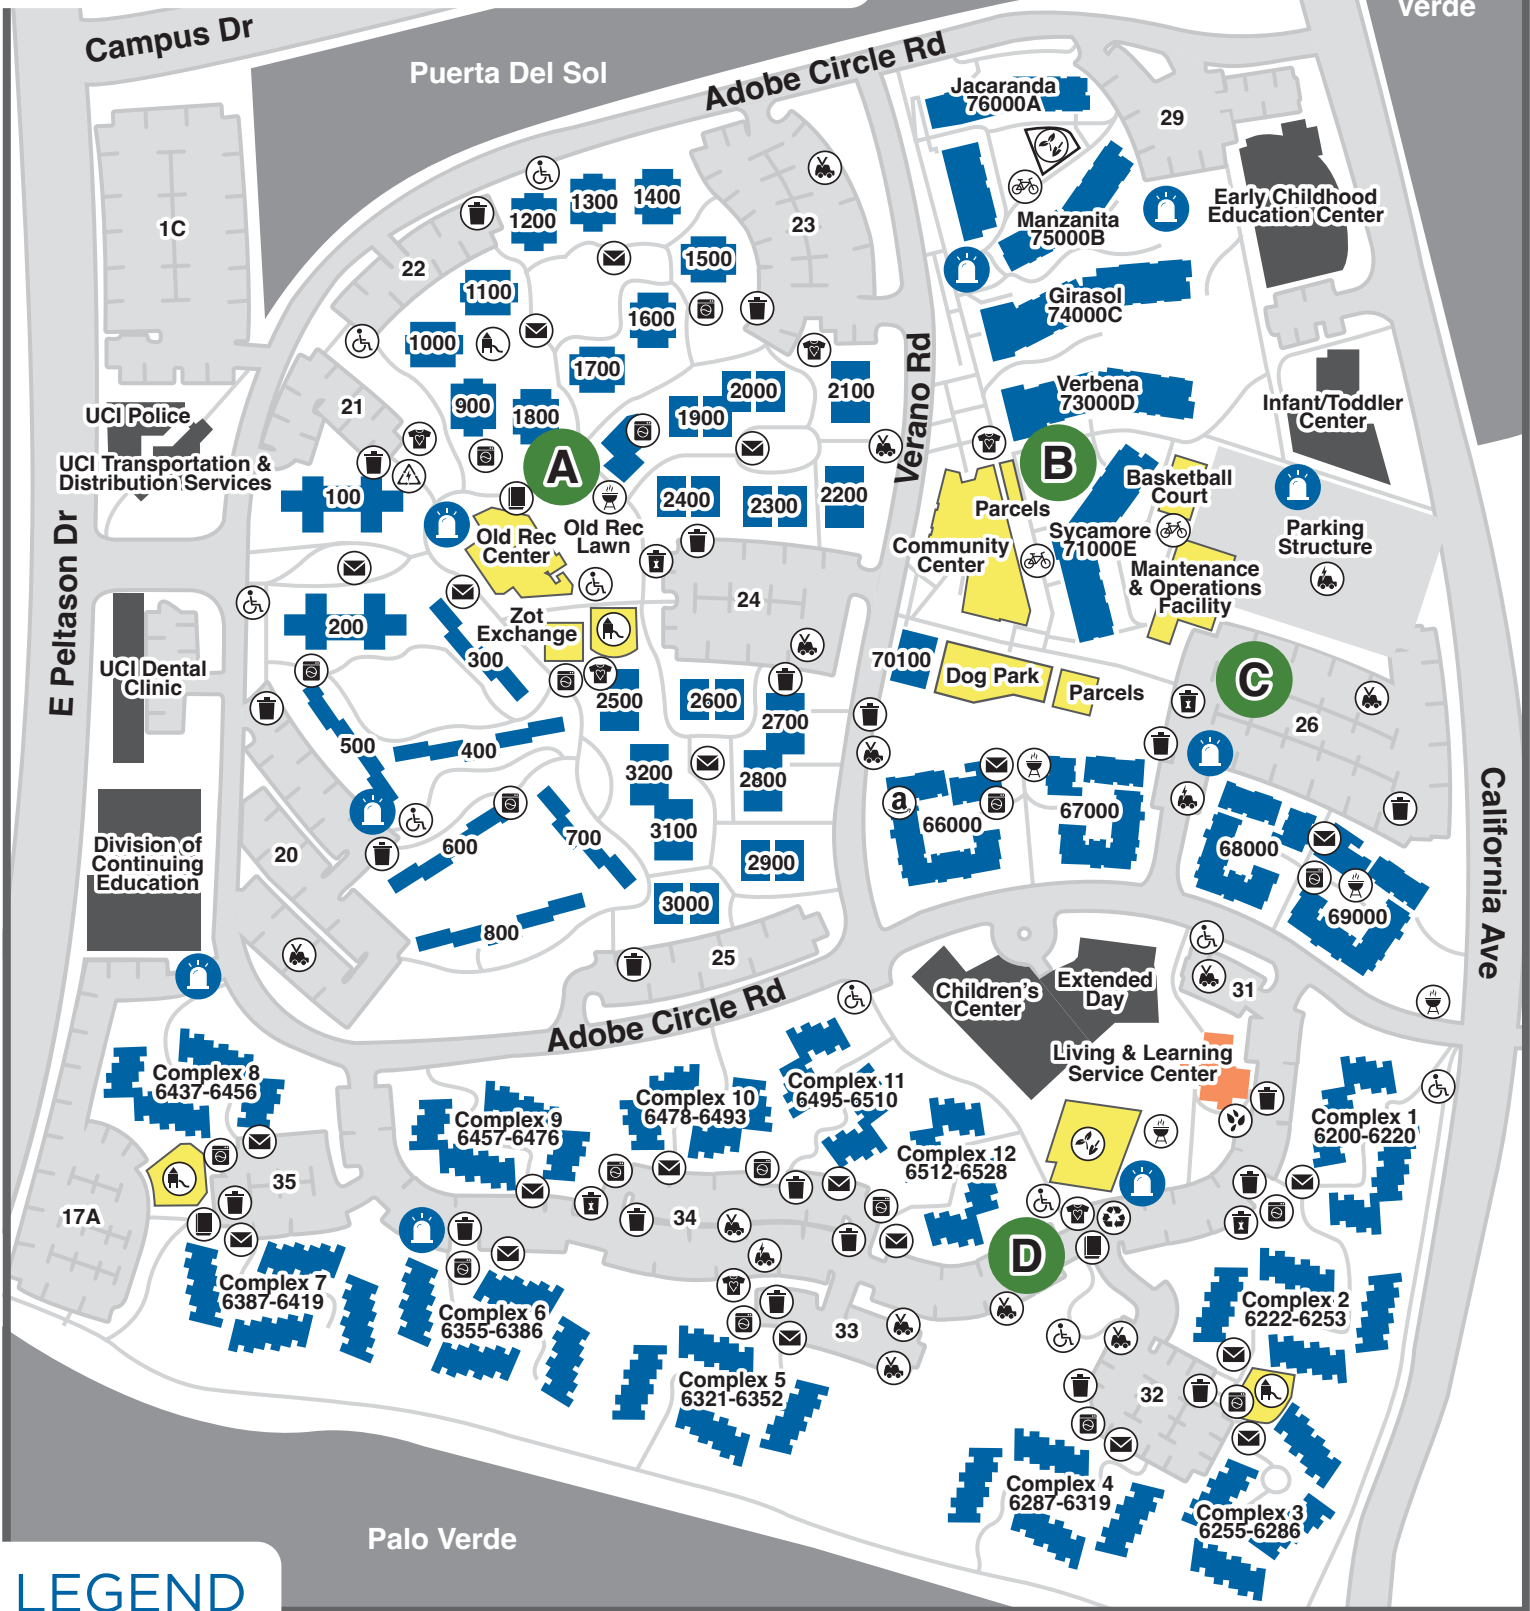 Campus Dr
Puerta Del Sol
Adobe Circle Rd
Verde
Jacaranda
76000A
29
1C
1200
1300
1400
23
22
1500
Manzanita
75000B
Early Childhood
Education Center
1100
1600
Girasol
74000C
1000
1700
Verano Rd
21
900
1800
1900
2000
2100
Verbena
73000D
Infant/Toddler
Center
UCI Police
UCI Transportation &
Distribution Services
A
B
100
2400
2300
2200
Parcels
Basketball
Court
Old Rec
Center
Old Rec
Lawn
Community
Center
Sycamore
71000E
Parking
Structure
Maintenance
& Operations
Facility
E Peltason Dr
24
200
Zot
Exchange
300
UCI Dental
Clinic
70100
Dog Park
Parcels
C
26
2500
2600
2700
500
400
3200
2800
a
66000
67000
California Ave
Division of
Continuing
Education
20
600
700
3100
2900
68000
69000
3000
800
25
Adobe Circle Rd
Children's
Center
Extended
Day
31
Living & Learning
Service Center
Complex 8
6437-6456
Complex 9
6457-6476
Complex 10
6478-6493
Complex 11
6495-6510
Complex 12
6512-6528
Complex 1
6200-6220
35
17A
34
D
Complex 7
6387-6419
Complex 6
6355-6386
33
Complex 2
6222-6253
Complex 5
6321-6352
32
Complex 4
6287-6319
Complex 3
6255-6286
Palo Verde
LEGEND